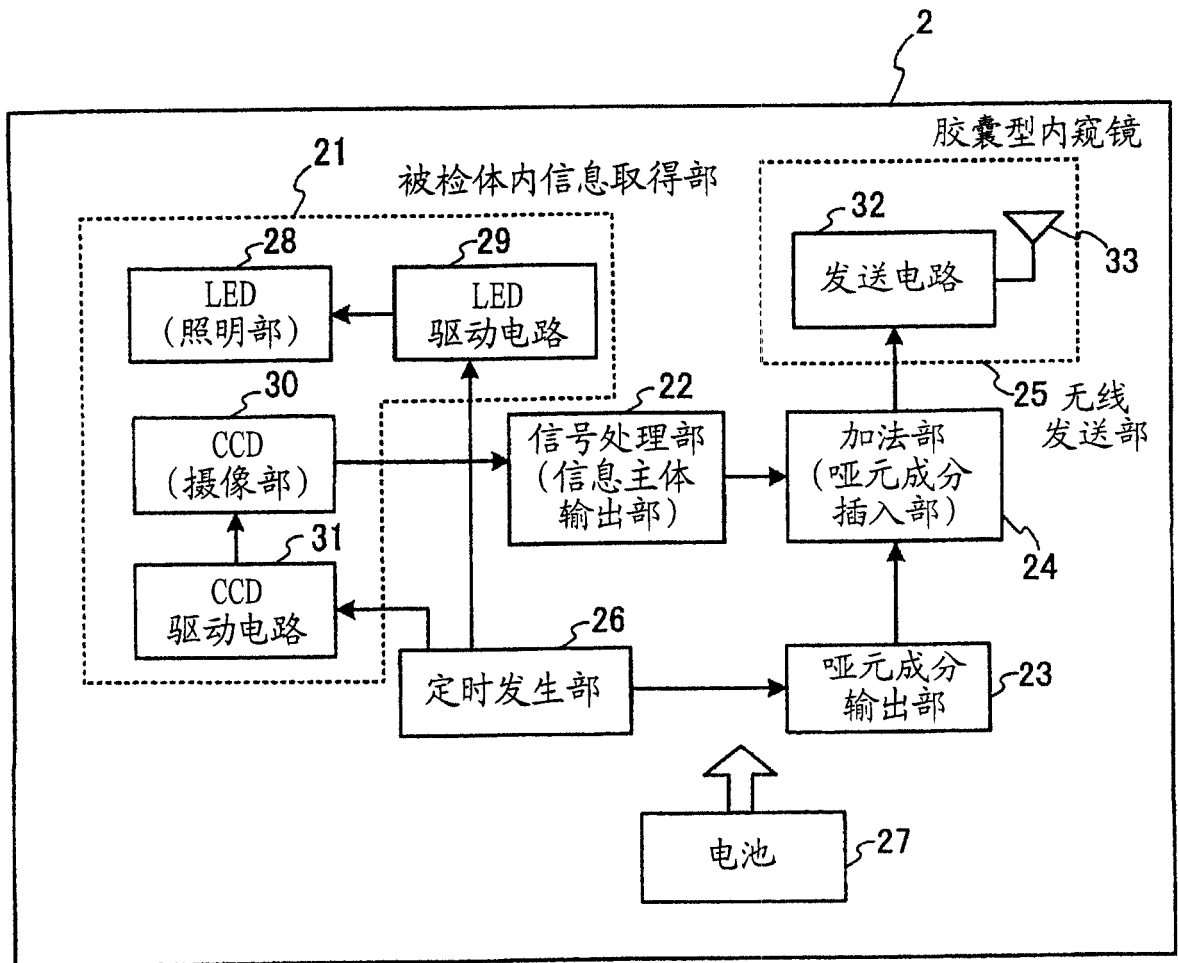 2
胶囊型内窥镜
21
被检体内信息取得部
28
LED
(照明部)
29
LED
驱动电路
32
发送电路
33
25
无线
发送部
30
CCD
(摄像部)
22
信号处理部
(信息主体
输出部)
加法部
(哑元成分
插入部)
24
31
CCD
驱动电路
26
定时发生部
哑元成分
输出部
23
电池
27